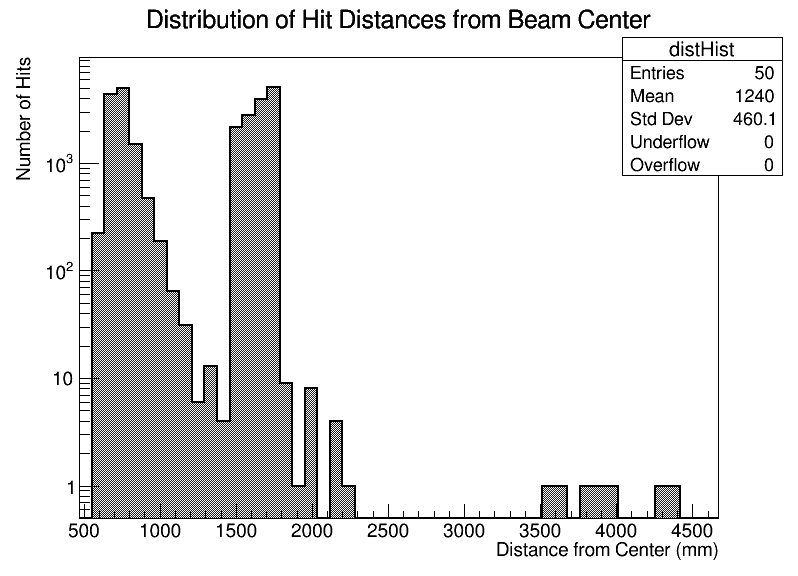 Distribution of Hit Distances from Beam Center
distHist
Entries 50
Mean 1240
Std Dev 460.1
Underflow 0
Overflow 0
Number of Hits
10³
10²
10
1
500 1000 1500 2000 2500 3000 3500 4000 4500
Distance from Center (mm)